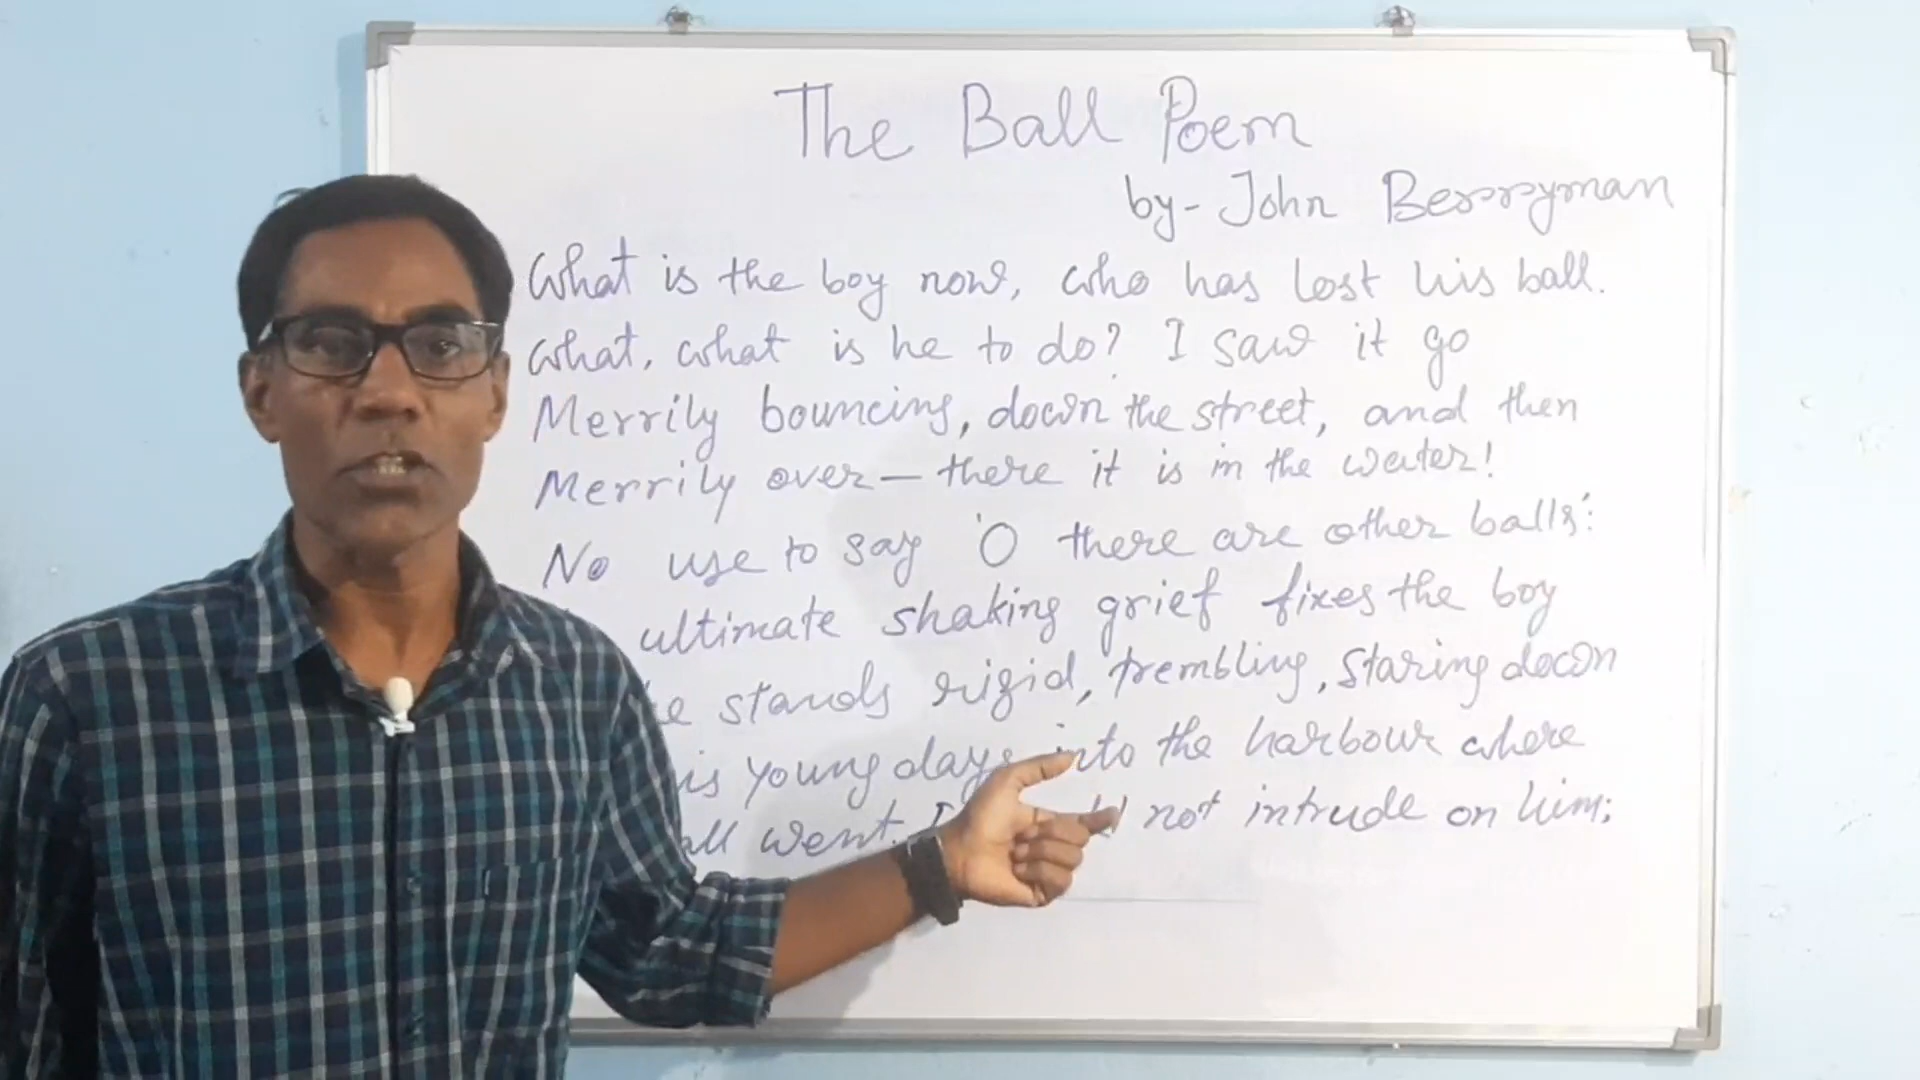 The Ball Poem
by- John Berryman
What is the boy now, who has lost his ball.
What, what is he to do? I saw it go
Merrily bouncing, down the street, and then
Merrily over — there it is in the water!
No use to say 'O there are other balls':
ultimate shaking grief fixes the boy
stands rigid, trembling, staring down
young days into the harbour where
went. not intrude on him;